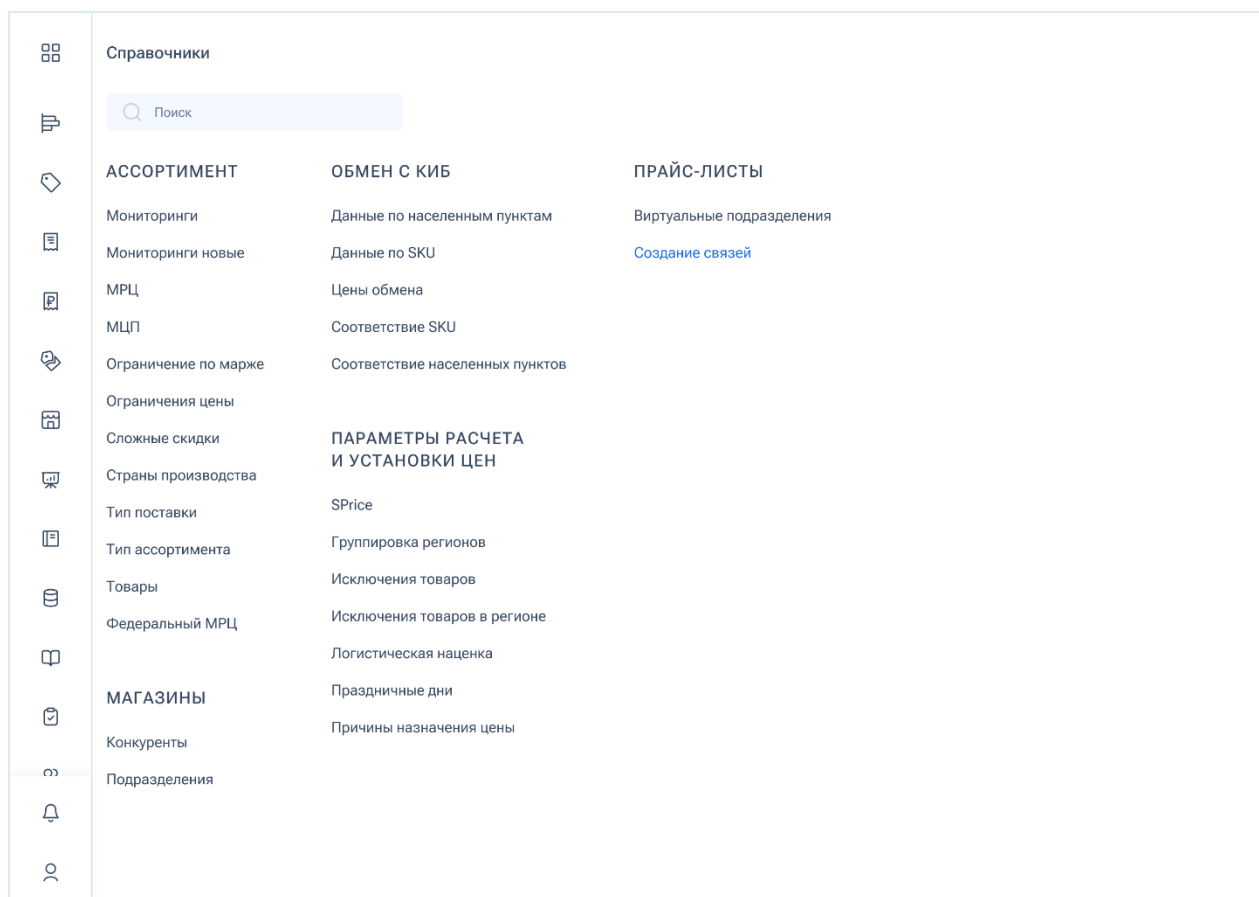 Справочники
Поиск
АССОРТИМЕНТ
Мониторинги
Мониторинги новые
МРЦ
МЦП
Ограничение по марже
Ограничения цены
Сложные скидки
Страны производства
Тип поставки
Тип ассортимента
Товары
Федеральный МРЦ
МАГАЗИНЫ
Конкуренты
Подразделения
ОБМЕН С КИБ
Данные по населенным пунктам
Данные по SKU
Цены обмена
Соответствие SKU
Соответствие населенных пунктов
ПАРАМЕТРЫ РАСЧЕТА
И УСТАНОВКИ ЦЕН
SPrice
Группировка регионов
Исключения товаров
Исключения товаров в регионе
Логистическая наценка
Праздничные дни
Причины назначения цены
ПРАЙС-ЛИСТЫ
Виртуальные подразделения
Создание связей